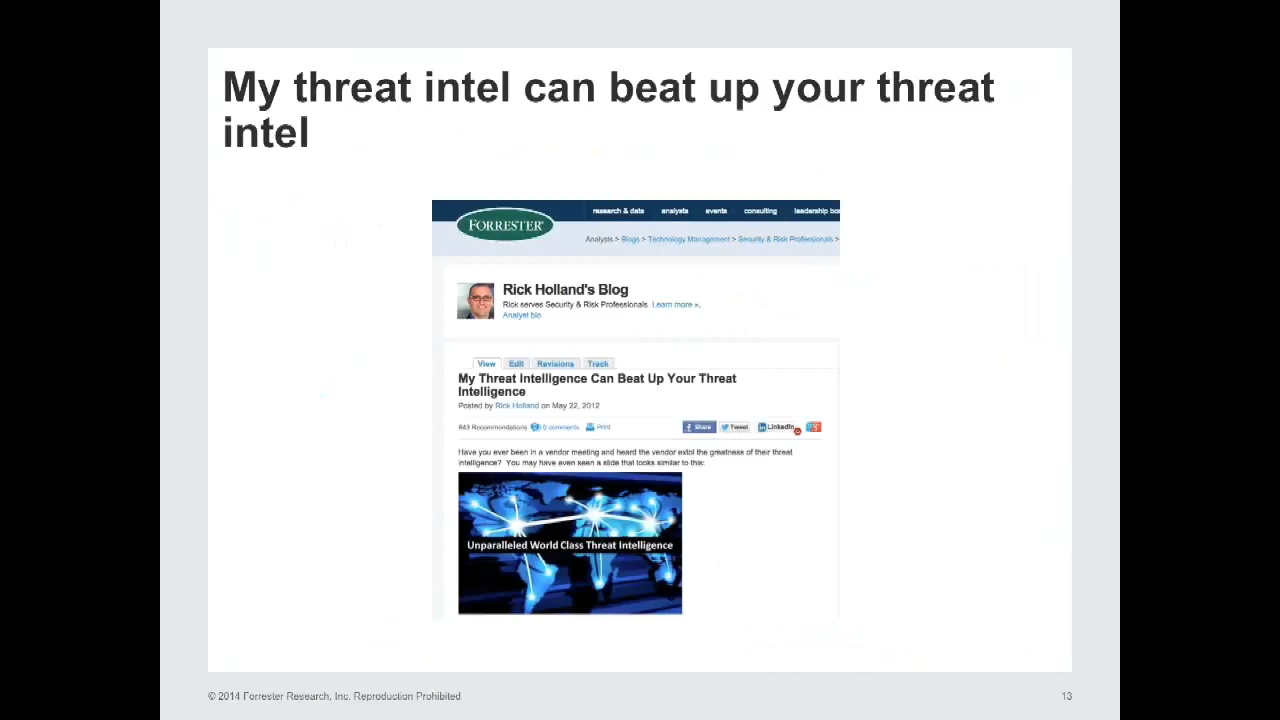 My threat intel can beat up your threat
intel
FORRESTER®
research & data analysts events consulting leadership boa
Analysts > Blogs > Technology Management > Security & Risk Professionals >
Rick Holland's Blog
Rick serves Security & Risk Professionals. Learn more ».
Analyst bio
View Edit Revisions Track
My Threat Intelligence Can Beat Up Your Threat
Intelligence
Posted by Rick Holland on May 22, 2012
843 Recommendations 5 comments Print
Share Tweet LinkedIn
Have you ever been in a vendor meeting and heard the vendor extol the greatness of their threat
intelligence? You may have even seen a slide that looks similar to this:
Unparalleled World Class Threat Intelligence
© 2014 Forrester Research, Inc. Reproduction Prohibited
13